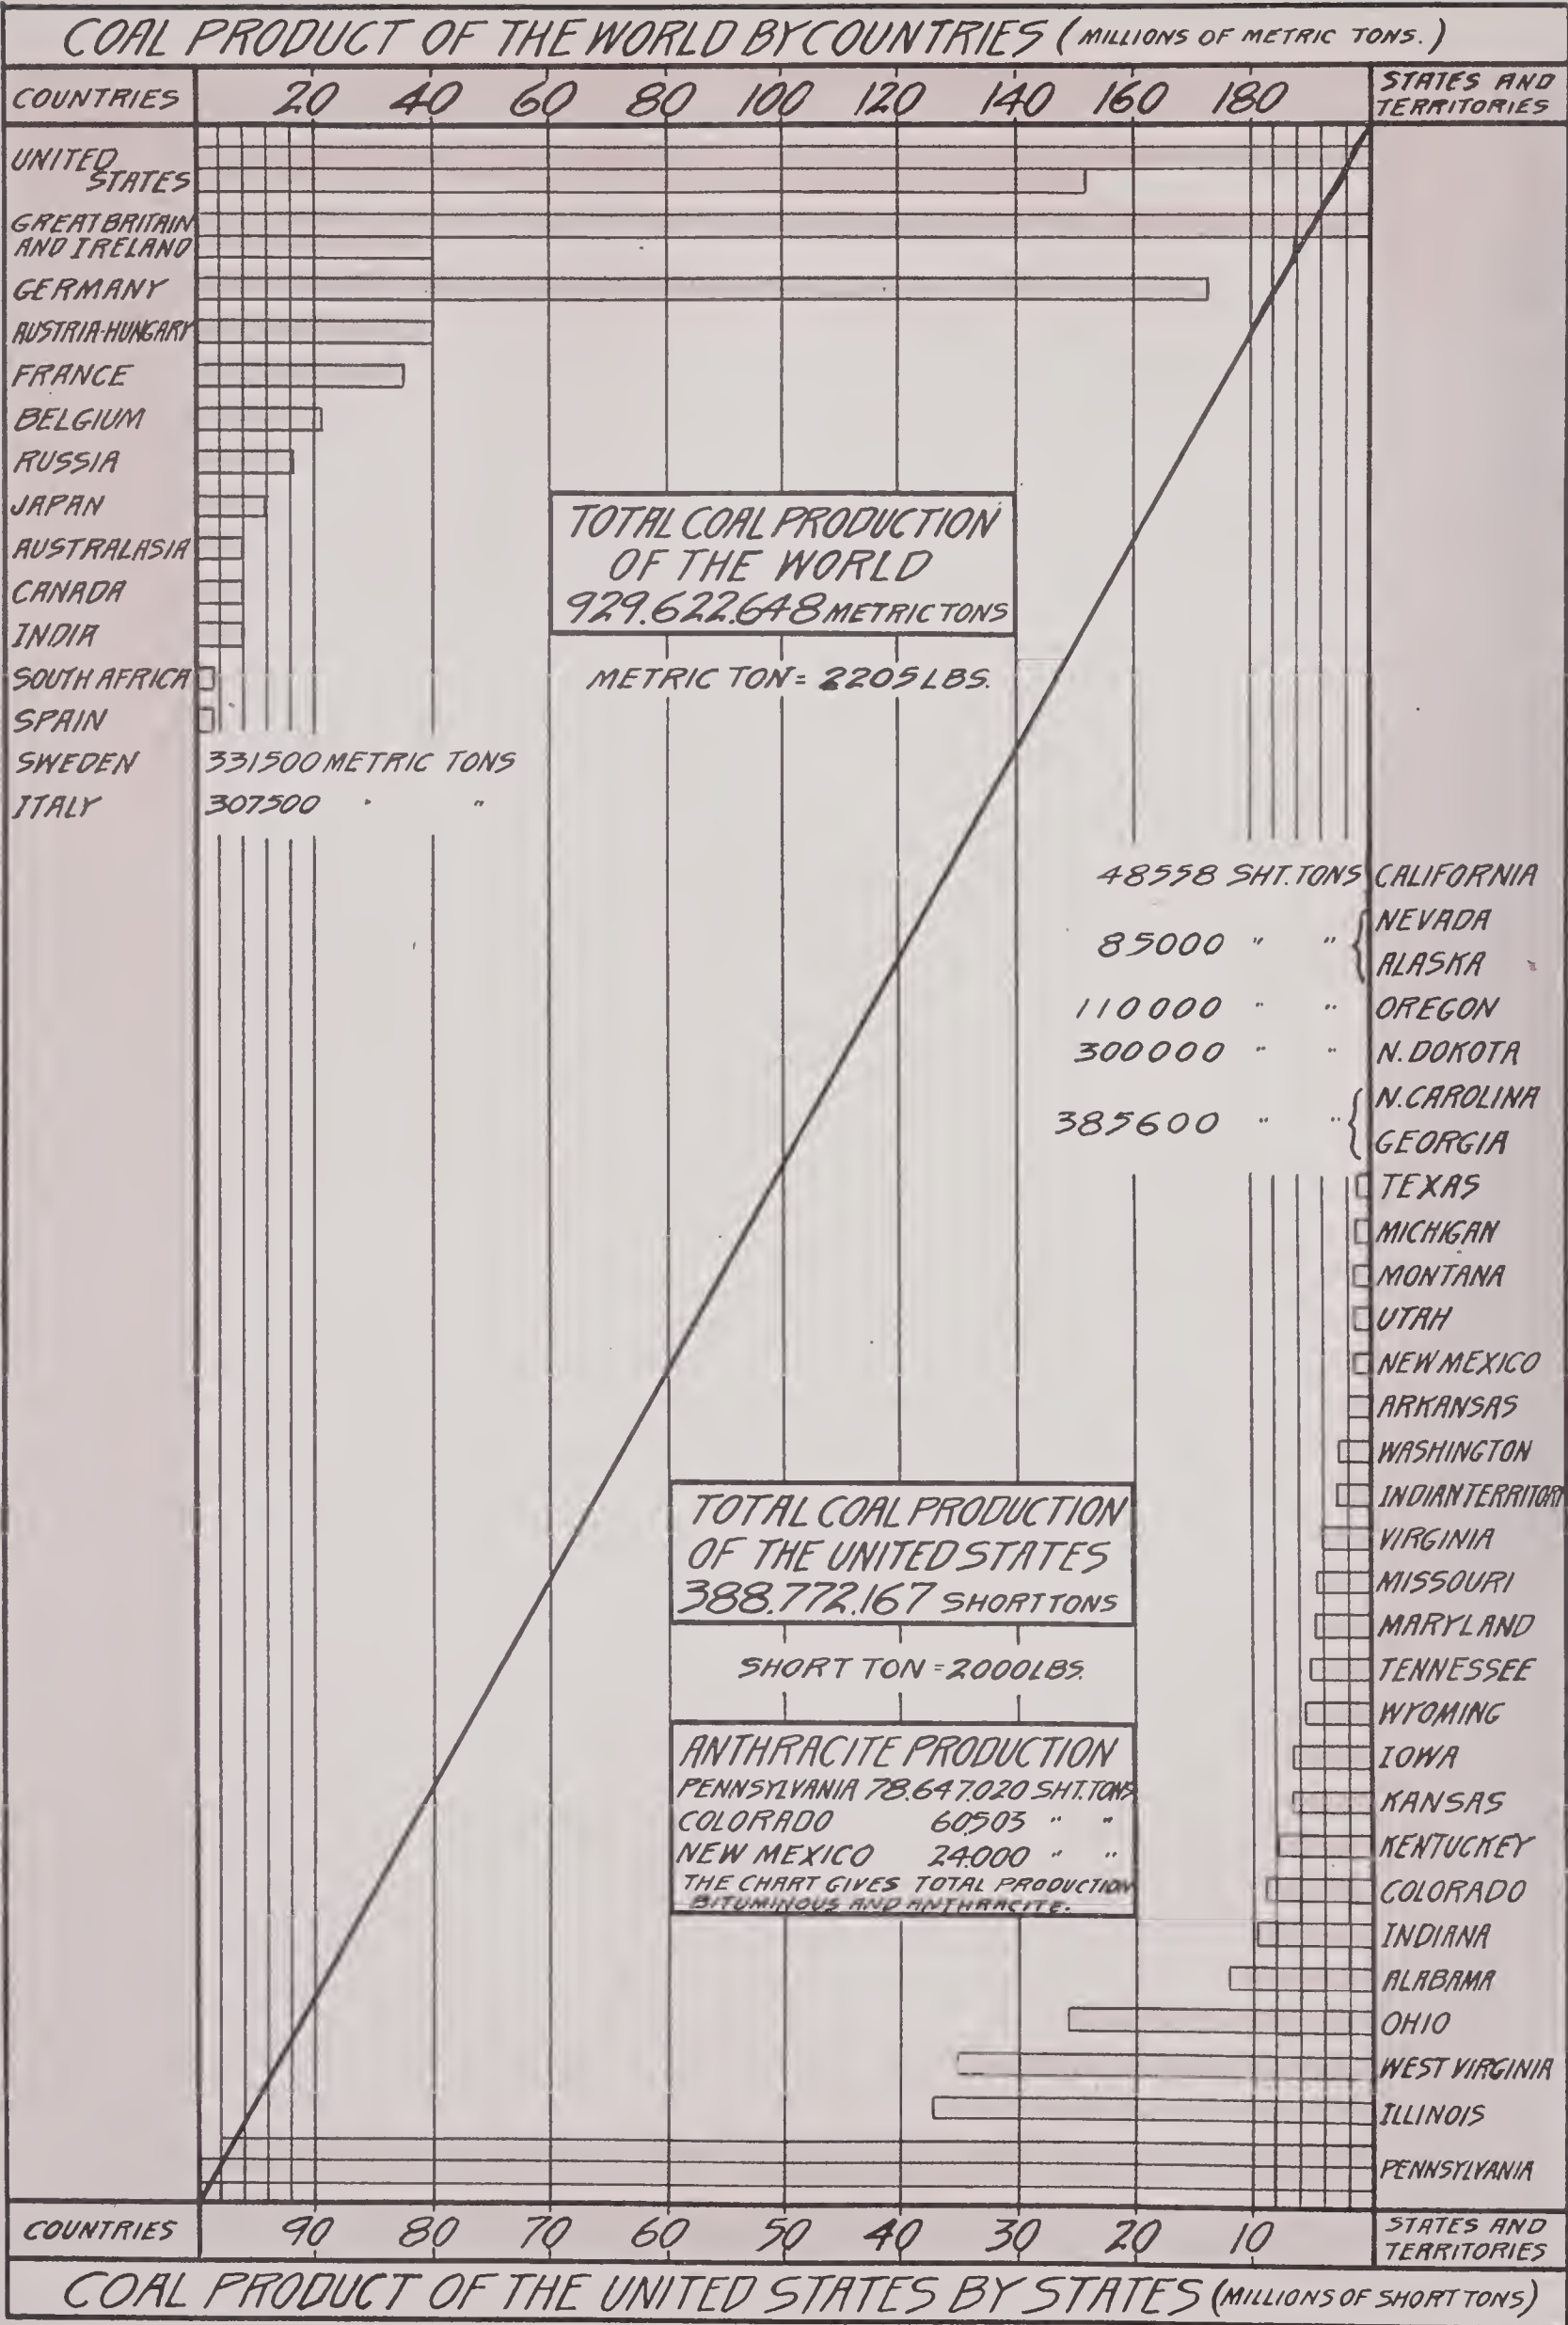 COAL PRODUCT OF THE WORLD BY COUNTRIES (MILLIONS OF METRIC TONS.)
COUNTRIES 20 40 60 80 100 120 140 160 180 STATES AND TERRITORIES
UNITED STATES
GREAT BRITAIN AND IRELAND
GERMANY
AUSTRIA-HUNGARY
FRANCE
BELGIUM
RUSSIA
JAPAN
AUSTRALASIA
CANADA
INDIA
SOUTH AFRICA
SPAIN
SWEDEN 331500 METRIC TONS
ITALY 307500 " "
TOTAL COAL PRODUCTION
OF THE WORLD
929.622.648 METRIC TONS
METRIC TON = 2205 LBS.
48558 SHT. TONS CALIFORNIA
85000 " " { NEVADA
ALASKA
110000 " " OREGON
300000 " " N. DOKOTA
385600 " " { N. CAROLINA
GEORGIA
TEXAS
MICHIGAN
MONTANA
UTAH
NEW MEXICO
ARKANSAS
WASHINGTON
INDIAN TERRITORY
VIRGINIA
MISSOURI
MARYLAND
TENNESSEE
WYOMING
IOWA
KANSAS
KENTUCKEY
COLORADO
INDIANA
ALABAMA
OHIO
WEST VIRGINIA
ILLINOIS
PENNSYLVANIA
TOTAL COAL PRODUCTION
OF THE UNITED STATES
388.772.167 SHORT TONS
SHORT TON = 2000 LBS.
ANTHRACITE PRODUCTION
PENNSYLVANIA 78.647.020 SHT. TONS
COLORADO 60503 " "
NEW MEXICO 24.000 " "
THE CHART GIVES TOTAL PRODUCTION
BITUMINOUS AND ANTHRACITE.
COUNTRIES 90 80 70 60 50 40 30 20 10 STATES AND TERRITORIES
COAL PRODUCT OF THE UNITED STATES BY STATES (MILLIONS OF SHORT TONS)